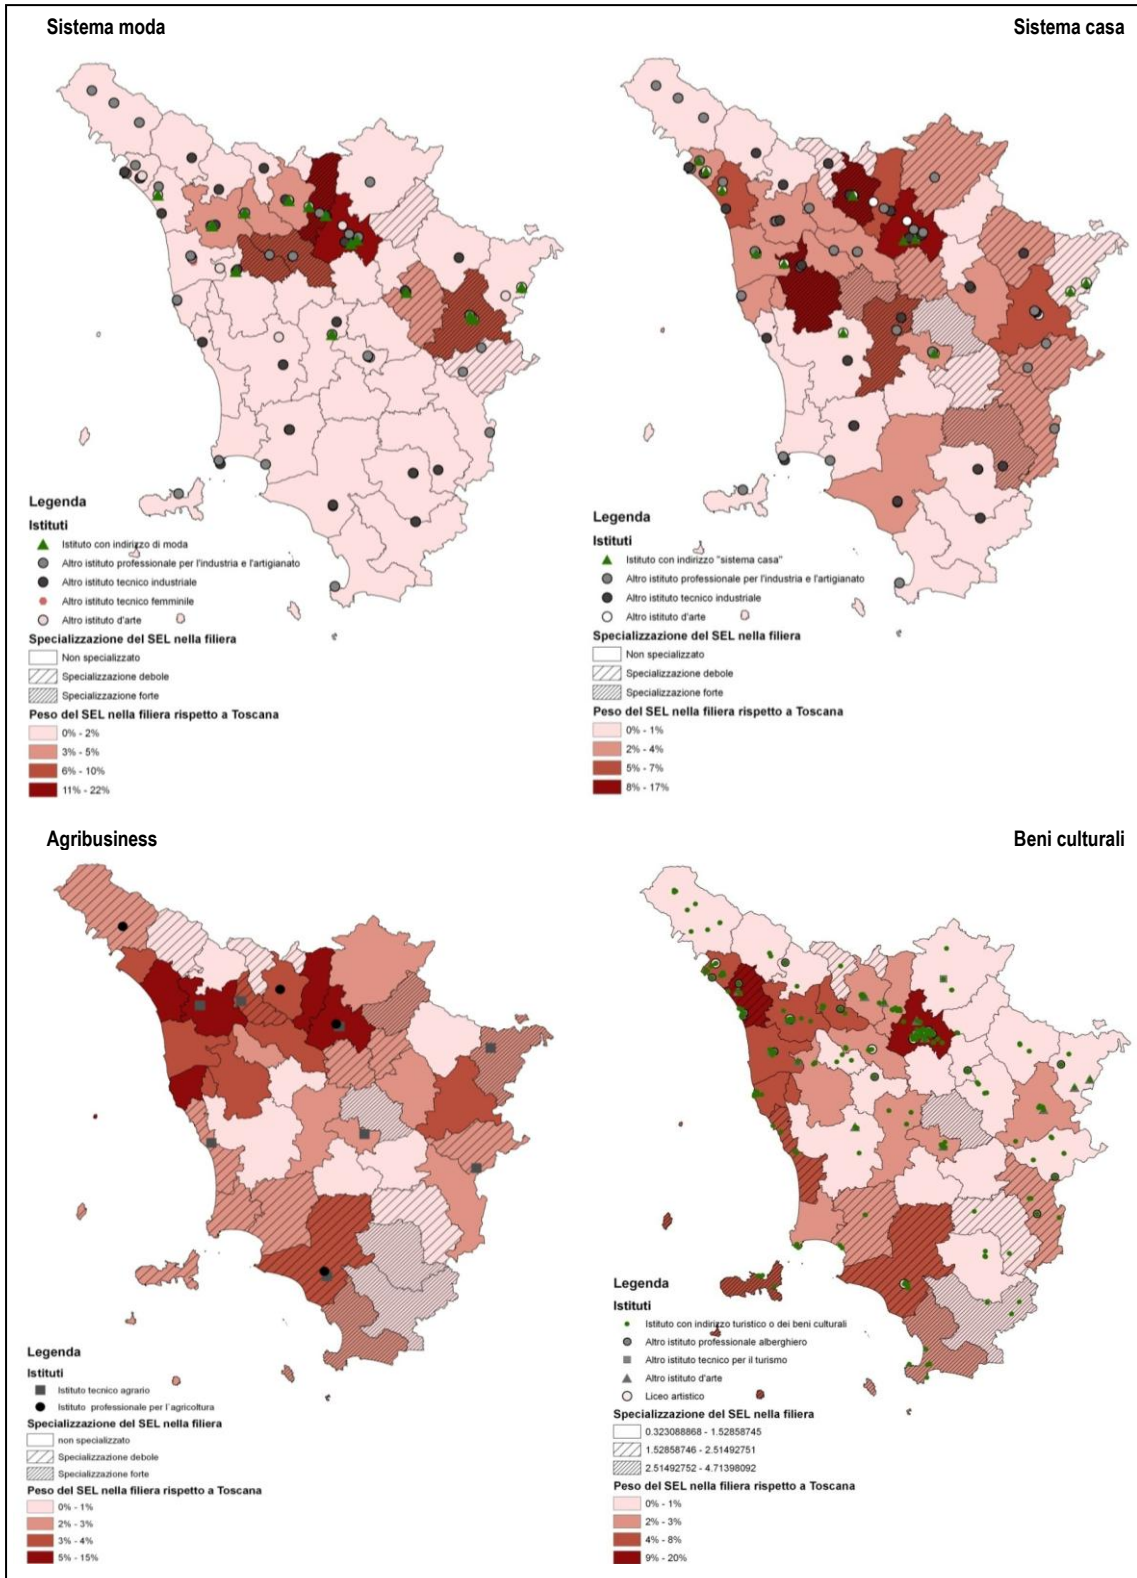 Sistema moda
Sistema casa
Legenda
Istituti
Istituto con indirizzo di moda
Altro istituto professionale per l'industria e l'artigianato
Altro istituto tecnico industriale
Altro istituto tecnico femminile
Altro istituto d'arte
Specializzazione del SEL nella filiera
Non specializzato
Specializzazione debole
Specializzazione forte
Peso del SEL nella filiera rispetto a Toscana
0% - 2%
3% - 5%
6% - 10%
11% - 22%
Legenda
Istituti
Istituto con indirizzo "sistema casa"
Altro istituto professionale per l'industria e l'artigianato
Altro istituto tecnico industriale
Altro istituto d'arte
Specializzazione del SEL nella filiera
Non specializzato
Specializzazione debole
Specializzazione forte
Peso del SEL nella filiera rispetto a Toscana
0% - 1%
2% - 4%
5% - 7%
8% - 17%
Agribusiness
Beni culturali
Legenda
Istituti
Istituto tecnico agrario
Istituto professionale per l'agricoltura
Specializzazione del SEL nella filiera
non specializzato
Specializzazione debole
Specializzazione forte
Peso del SEL nella filiera rispetto a Toscana
0% - 1%
2% - 3%
3% - 4%
5% - 15%
Legenda
Istituti
Istituto con indirizzo turistico o dei beni culturali
Altro istituto professionale alberghiero
Altro istituto tecnico per il turismo
Altro istituto d'arte
Liceo artistico
Specializzazione del SEL nella filiera
0.323088868 - 1.52858745
1.52858746 - 2.51492751
2.51492752 - 4.71398092
Peso del SEL nella filiera rispetto a Toscana
0% - 1%
2% - 3%
4% - 8%
9% - 20%